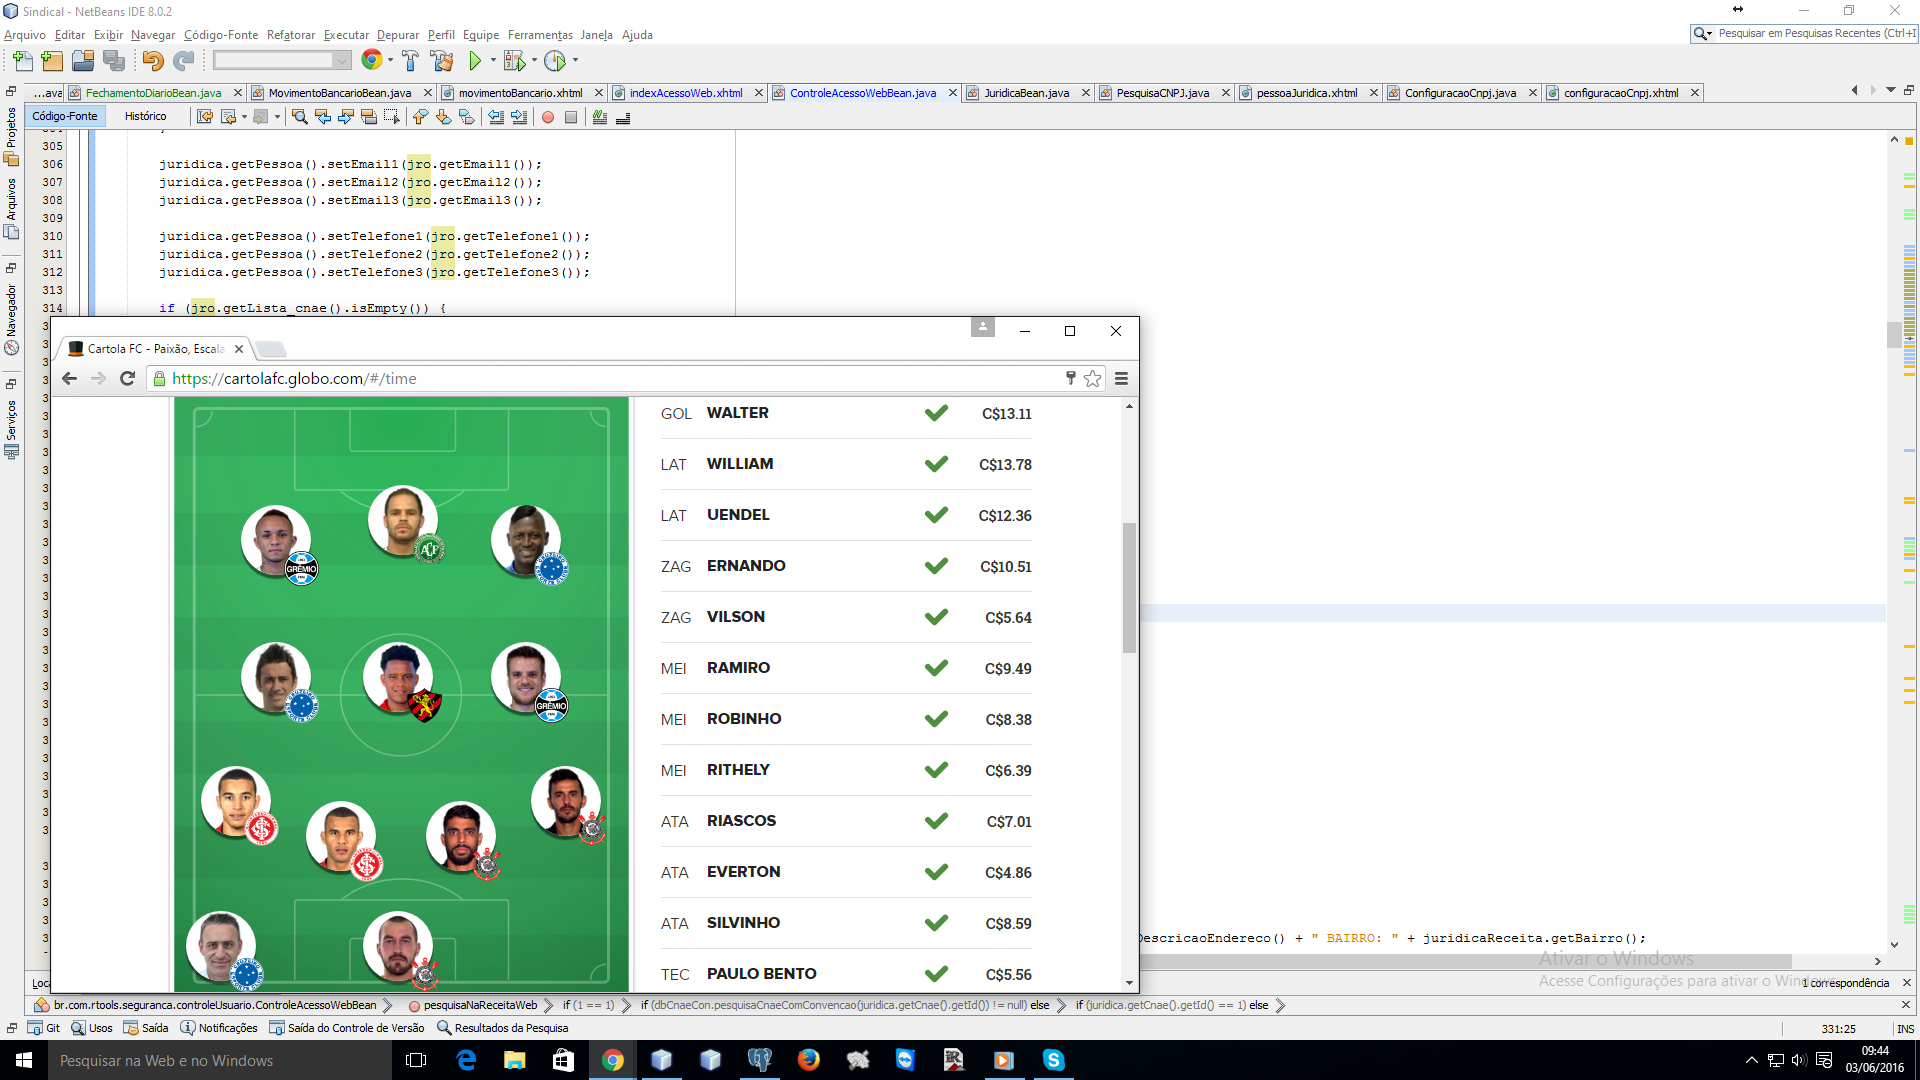 Sindical - NetBeans IDE 8.0.2
Arquivo Editar Exibir Navegar Código-Fonte Refatorar Executar Depurar Perfil Equipe Ferramentas Janela Ajuda
Pesquisar em Pesquisas Recentes (Ctrl+I
...ava FechamentoDiarioBean.java MovimentoBancarioBean.java movimentoBancario.xhtml indexAcessoWeb.xhtml ControleAcessoWebBean.java JuridicaBean.java PesquisaCNPJ.java pessoaJuridica.xhtml ConfiguracaoCnpj.java configuracaoCnpj.xhtml
Código-Fonte Histórico
Projetos
Arquivos
Navegador
Serviços
305
306 juridica.getPessoa().setEmail1(jro.getEmail1());
307 juridica.getPessoa().setEmail2(jro.getEmail2());
308 juridica.getPessoa().setEmail3(jro.getEmail3());
309
310 juridica.getPessoa().setTelefone1(jro.getTelefone1());
311 juridica.getPessoa().setTelefone2(jro.getTelefone2());
312 juridica.getPessoa().setTelefone3(jro.getTelefone3());
313
314 if (jro.getLista_cnae().isEmpty()) {
Cartola FC - Paixão, Escala
https://cartolafc.globo.com/#/time
GOL WALTER C$13.11
LAT WILLIAM C$13.78
LAT UENDEL C$12.36
ZAG ERNANDO C$10.51
ZAG VILSON C$5.64
MEI RAMIRO C$9.49
MEI ROBINHO C$8.38
MEI RITHELY C$6.39
ATA RIASCOS C$7.01
ATA EVERTON C$4.86
ATA SILVINHO C$8.59
TEC PAULO BENTO C$5.56
GRÊMIO
GRÊMIO
DescricaoEndereco() + " BAIRRO: " + juridicaReceita.getBairro();
Ativar o Windows
Acesse Configurações para ativar o Windows.
Loca
1 correspondência
br.com.rtools.seguranca.controleUsuario.ControleAcessoWebBean pesquisaNaReceitaWeb if (1 == 1) if (dbCnaeCon.pesquisaCnaeComConvencao(juridica.getCnae().getId()) != null) else if (juridica.getCnae().getId() == 1) else
Git Usos Saída Notificações Saída do Controle de Versão Resultados da Pesquisa
331:25 INS
Pesquisar na Web e no Windows
09:44
03/06/2016